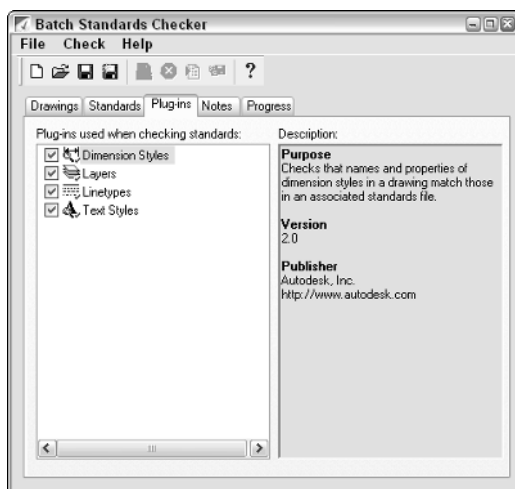 Batch Standards Checker
File Check Help
?
Drawings Standards Plug-ins Notes Progress
Plug-ins used when checking standards:
Dimension Styles
Layers
Linetypes
Text Styles
Description:
Purpose
Checks that names and properties of
dimension styles in a drawing match those
in an associated standards file.
Version
2.0
Publisher
Autodesk, Inc.
http://www.autodesk.com